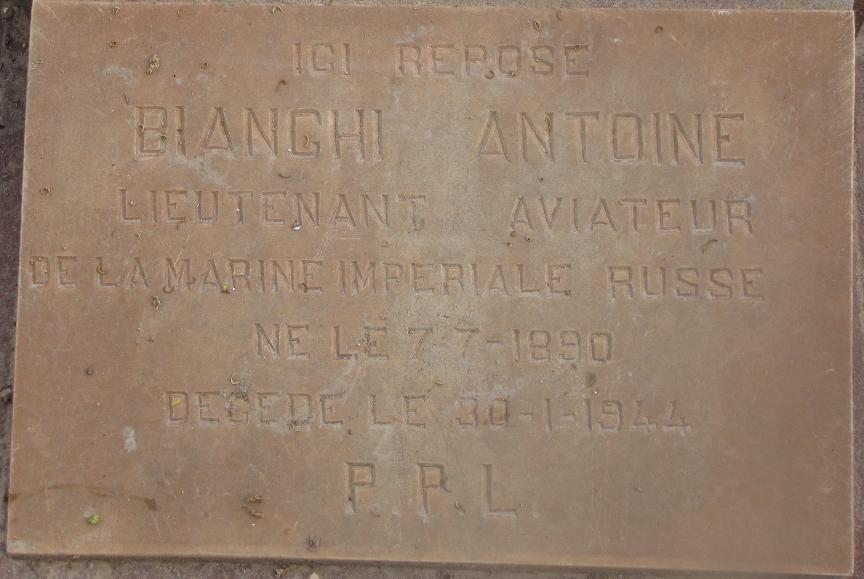 ICI REPOSE
BIANCHI ANTOINE
LIEUTENANT AVIATEUR
DE LA MARINE IMPERIALE RUSSE
NE LE 7-7-1890
DECEDE LE 30-1-1944
P. P. L